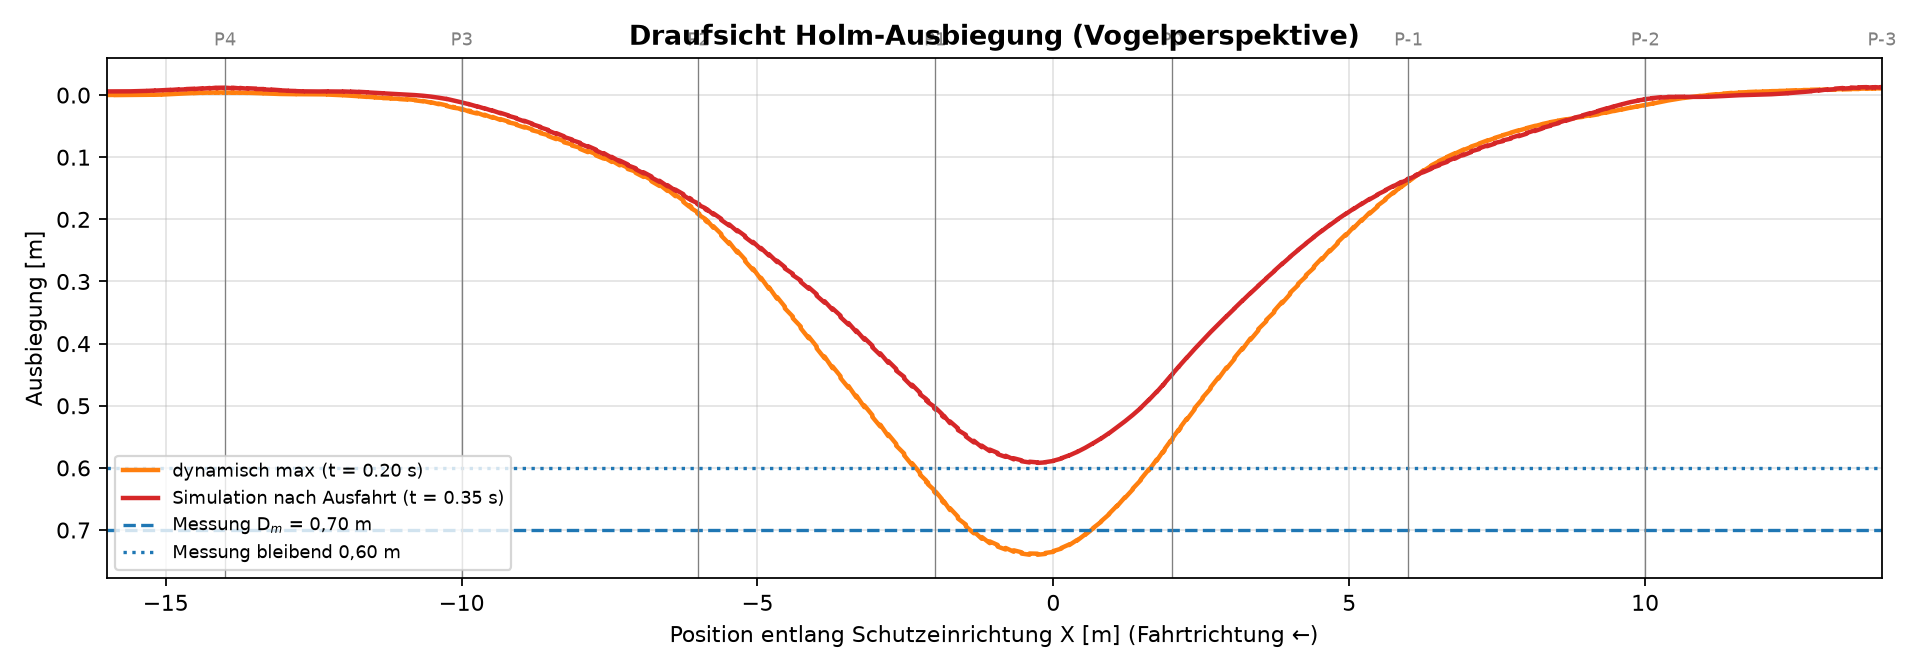 Draufsicht Holm-Ausbiegung (Vogelperspektive)
P4 P3 P-1 P-2 P-3
Ausbiegung [m]
0.0
0.1
0.2
0.3
0.4
0.5
0.6
0.7
dynamisch max (t = 0.20 s)
Simulation nach Ausfahrt (t = 0.35 s)
Messung Dm = 0,70 m
Messung bleibend 0,60 m
−15 −10 −5 0 5 10
Position entlang Schutzeinrichtung X [m] (Fahrtrichtung ←)